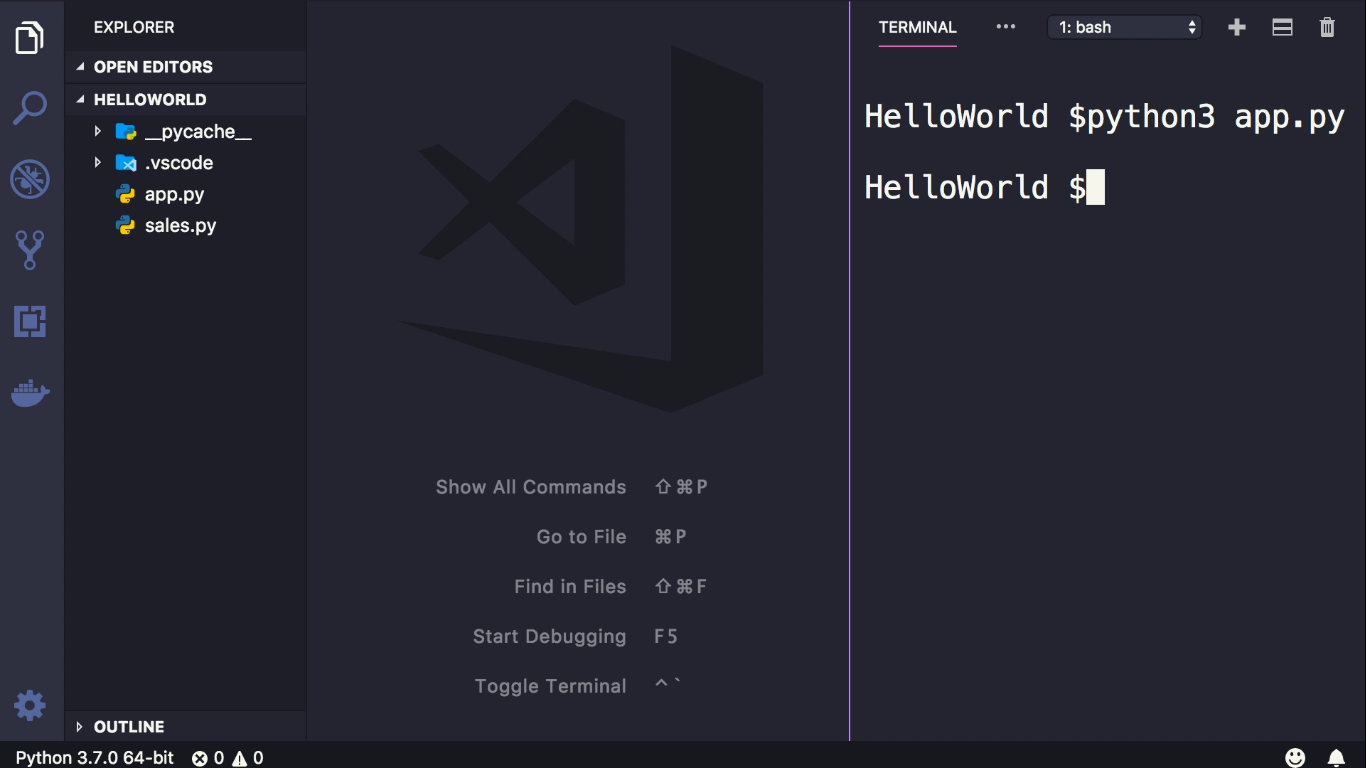 EXPLORER
OPEN EDITORS
HELLOWORLD
__pycache__
.vscode
app.py
sales.py
OUTLINE
Show All Commands ⇧⌘P
Go to File ⌘P
Find in Files ⇧⌘F
Start Debugging F5
Toggle Terminal ^`
TERMINAL ••• 1: bash
HelloWorld $python3 app.py
HelloWorld $
Python 3.7.0 64-bit 0 0